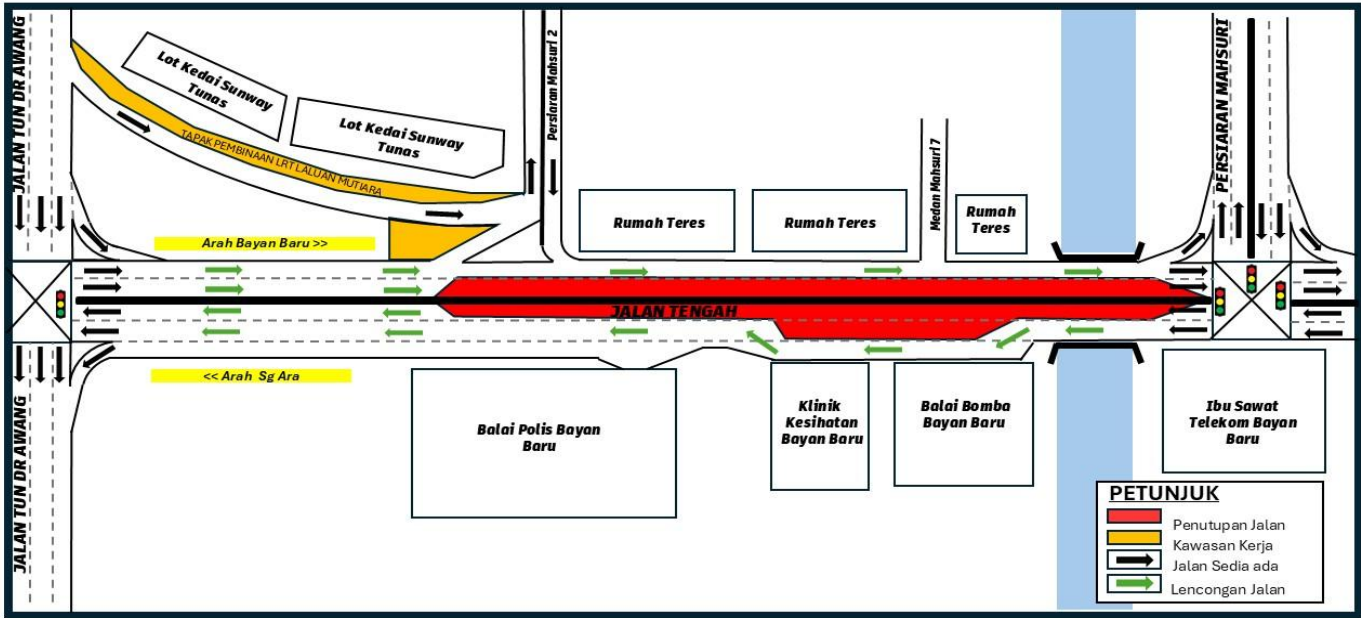 JALAN TUN DR AWANG
Lot Kedai Sunway
Tunas
Lot Kedai Sunway
Tunas
TAPAK PEMBINAAN LRT LALUAN MUTIARA
Persiaran Mahsuri 2
Medan Mahsuri 7
PERSIARAN MAHSURI
Rumah Teres
Rumah Teres
Rumah
Teres
Arah Bayan Baru >>
JALAN TENGAH
<< Arah Sg Ara
JALAN TUN DR AWANG
Balai Polis Bayan
Baru
Klinik
Kesihatan
Bayan Baru
Balai Bomba
Bayan Baru
Ibu Sawat
Telekom Bayan
Baru
PETUNJUK
Penutupan Jalan
Kawasan Kerja
Jalan Sedia ada
Lencongan Jalan